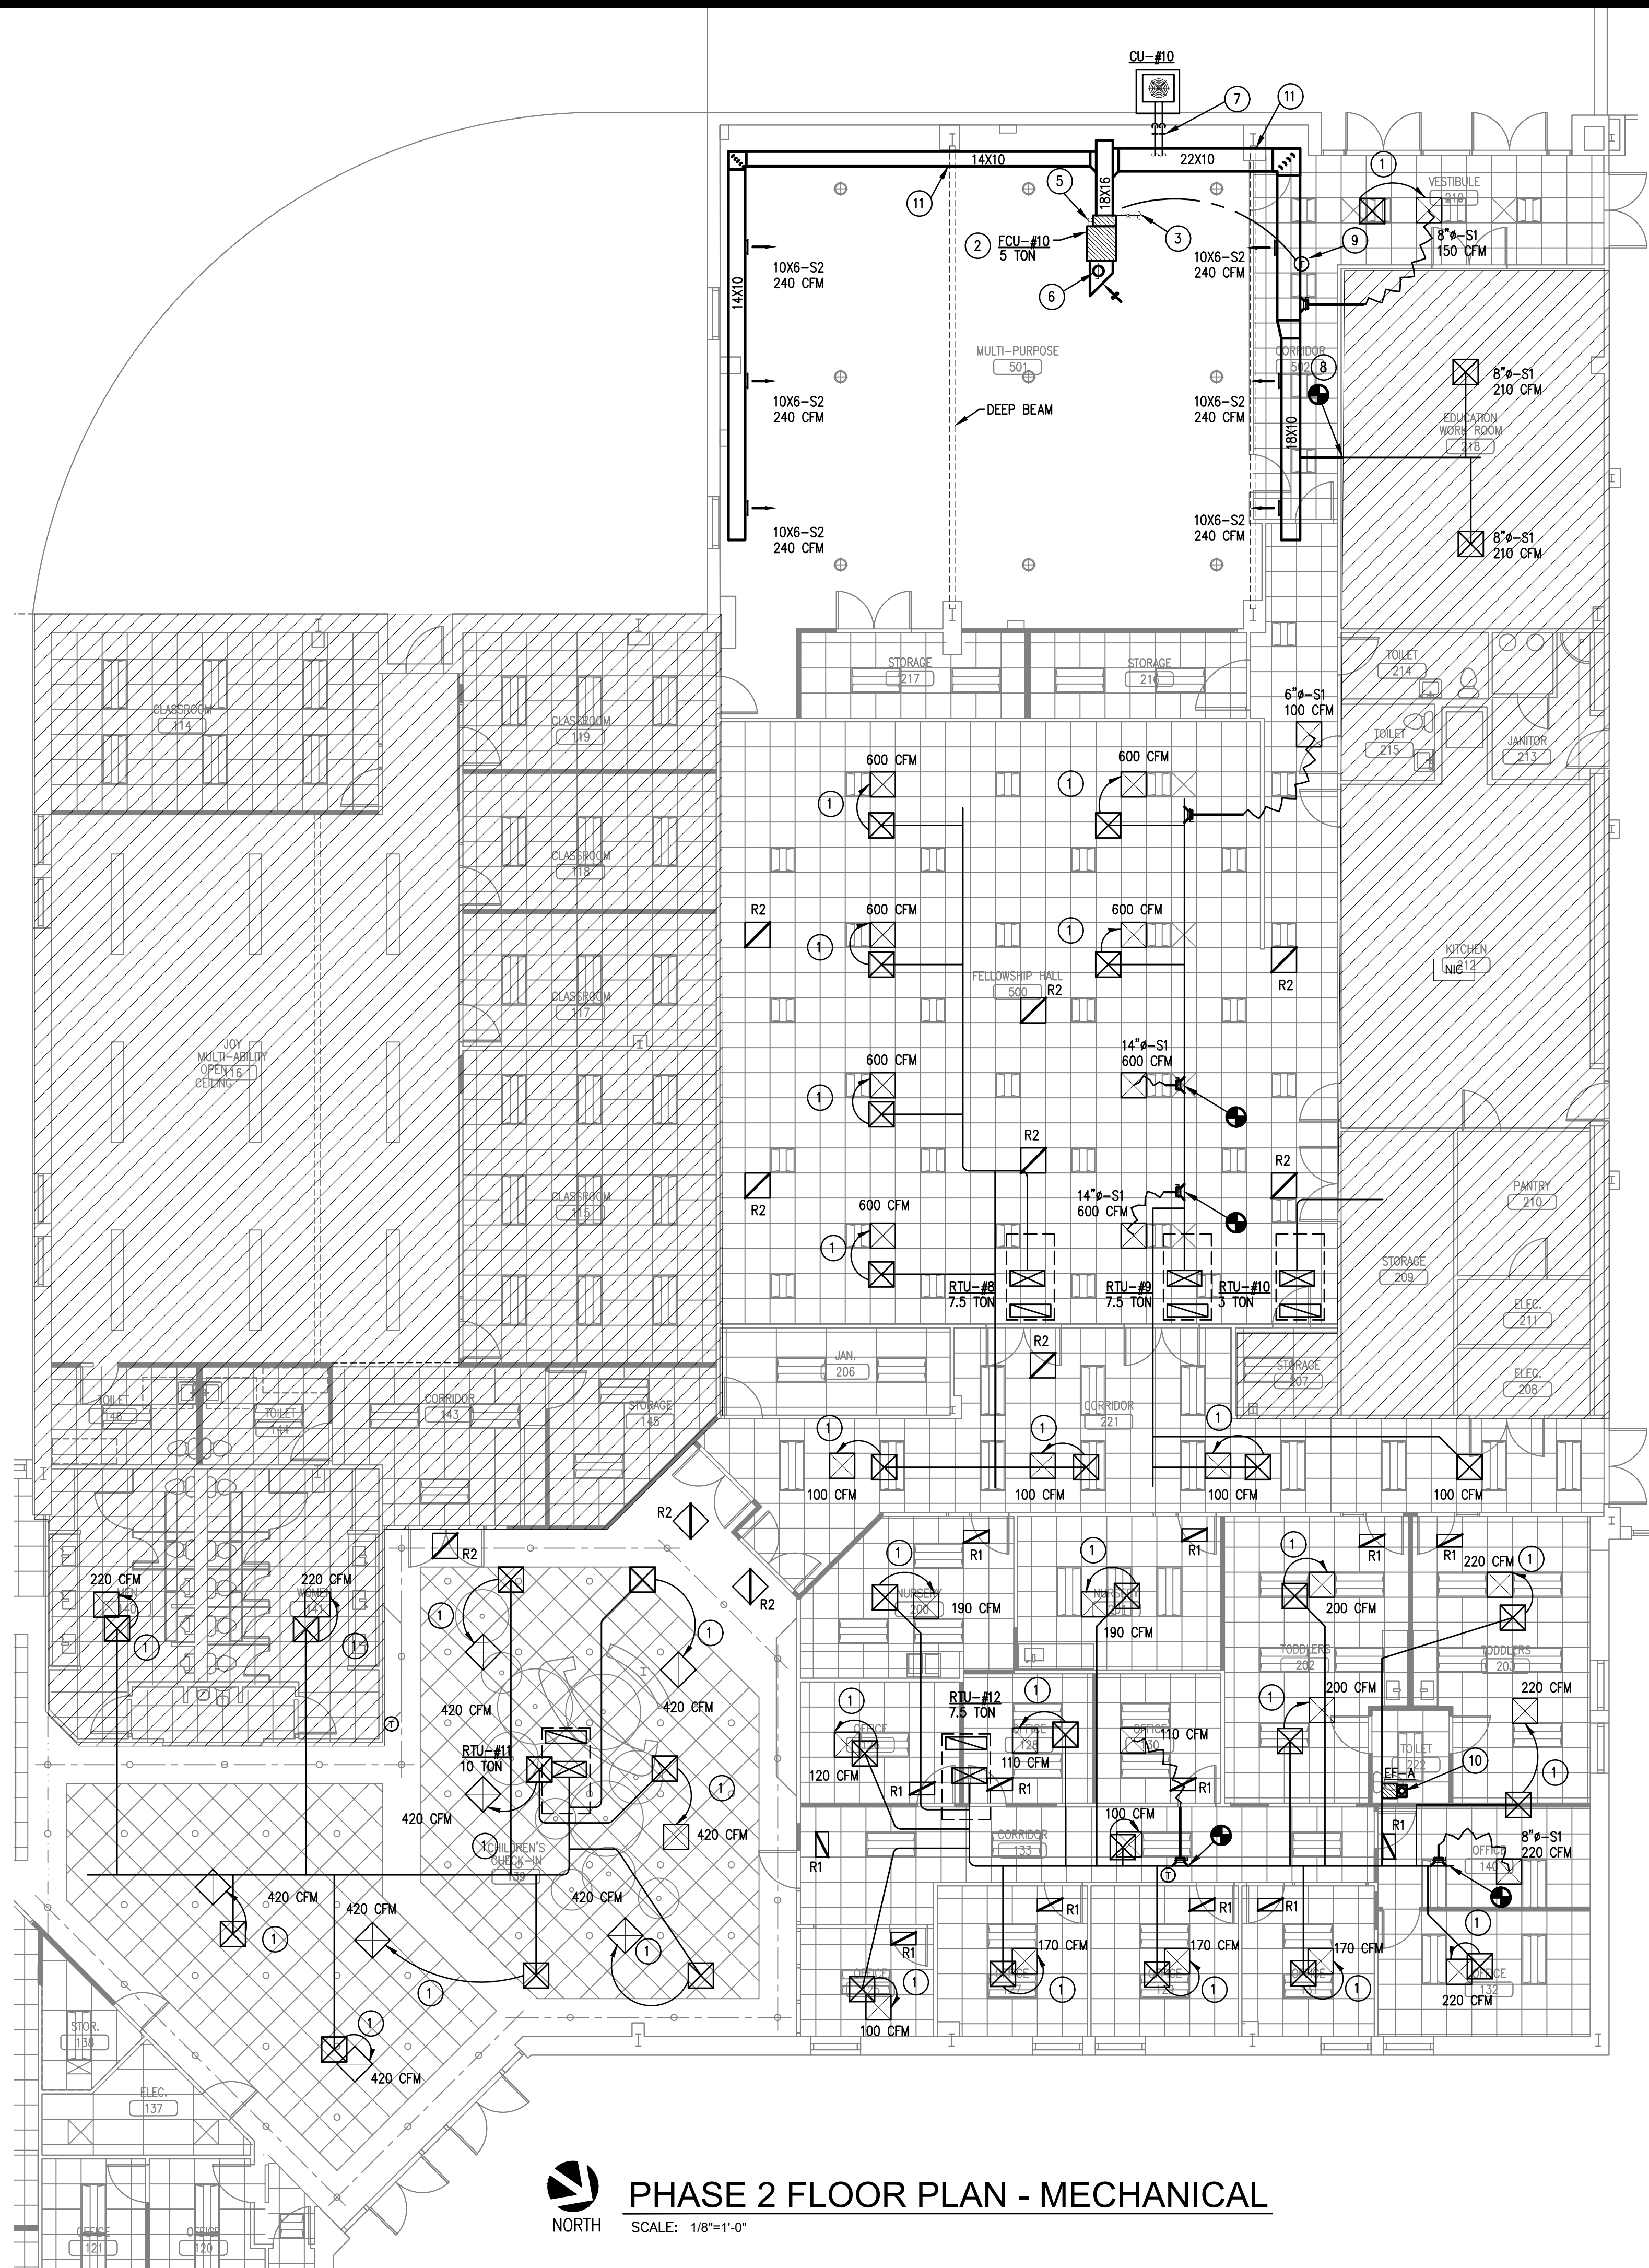 CU-#10
7
11
14X10
22X10
1
VESTIBULE
219
5
18X16
11
3
2
FCU-#10
5 TON
9
8"ø-S1
150 CFM
10X6-S2
240 CFM
10X6-S2
240 CFM
14X10
6
T
MULTI-PURPOSE
501
CORRIDOR
502
8
8"ø-S1
210 CFM
10X6-S2
240 CFM
DEEP BEAM
10X6-S2
240 CFM
18X10
EDUCATION
WORK ROOM
218
10X6-S2
240 CFM
10X6-S2
240 CFM
8"ø-S1
210 CFM
STORAGE
217
STORAGE
216
TOILET
214
6"ø-S1
100 CFM
CLASSROOM
114
CLASSROOM
119
TOILET
215
JANITOR
213
600 CFM
600 CFM
1
1
CLASSROOM
118
R2
600 CFM
600 CFM
1
1
KITCHEN
212
NIC
FELLOWSHIP HALL
500
R2
R2
CLASSROOM
117
JOY
MULTI-ABILITY
OPEN
116
CEILING
600 CFM
14"ø-S1
600 CFM
1
R2
R2
CLASSROOM
115
R2
600 CFM
14"ø-S1
600 CFM
PANTRY
210
1
STORAGE
209
RTU-#8
7.5 TON
RTU-#9
7.5 TON
RTU-#10
3 TON
ELEC.
211
R2
JAN.
206
STORAGE
207
ELEC.
208
TOILET
146
TOILET
144
CORRIDOR
143
STORAGE
145
CORRIDOR
221
1
1
1
100 CFM
100 CFM
100 CFM
100 CFM
R2
R2
R1
R1
R1
R1
220 CFM
1
1
1
1
220 CFM
MEN
140
220 CFM
WOMEN
141
R2
NURSERY
200
190 CFM
NURSERY
190 CFM
200 CFM
1
1
1
1
TODDLERS
202
TODDLERS
203
420 CFM
420 CFM
T
RTU-#12
7.5 TON
1
1
OFFICE
OFFICE
128
OFFICE
130
110 CFM
200 CFM
1
220 CFM
TOILET
222
10
RTU-#11
10 TON
120 CFM
110 CFM
EF-A
1
1
R1
R1
R1
R1
420 CFM
1
420 CFM
CHILDREN'S
CHECK-IN
139
100 CFM
CORRIDOR
133
R1
8"ø-S1
220 CFM
OFFICE
140
T
420 CFM
420 CFM
420 CFM
R1
R1
R1
1
1
1
R1
170 CFM
170 CFM
170 CFM
1
1
1
1
1
OFFICE
132
220 CFM
1
100 CFM
420 CFM
STOR.
138
ELEC.
137
OFFICE
121
OFFICE
120
NORTH
PHASE 2 FLOOR PLAN - MECHANICAL
SCALE: 1/8"=1'-0"